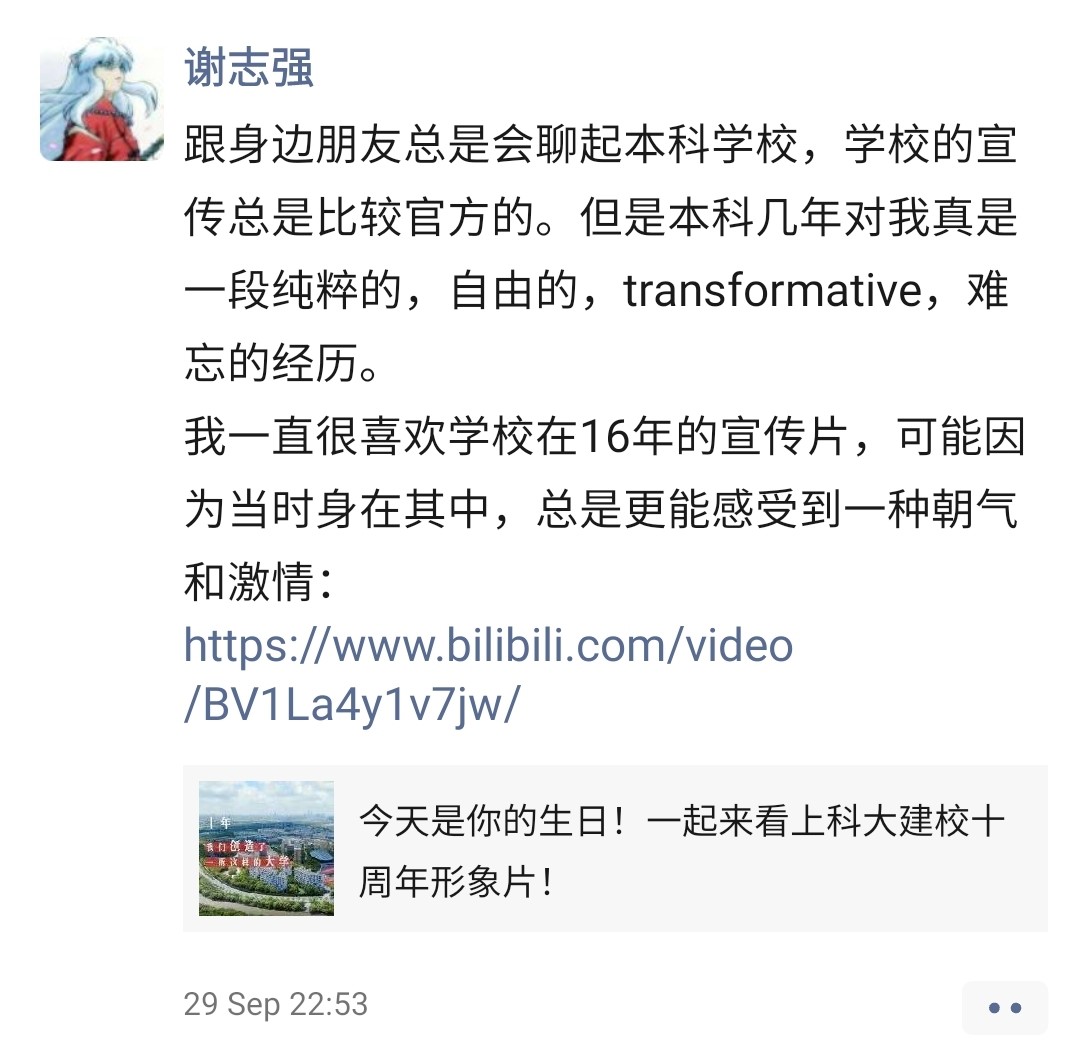 谢志强
跟身边朋友总是会聊起本科学校，学校的宣
传总是比较官方的。但是本科几年对我真是
一段纯粹的，自由的，transformative，难
忘的经历。
我一直很喜欢学校在16年的宣传片，可能因
为当时身在其中，总是更能感受到一种朝气
和激情：
https://www.bilibili.com/video
/BV1La4y1v7jw/
十年
我们创造了
一所这样的大学
今天是你的生日！一起来看上科大建校十
周年形象片！
29 Sep 22:53